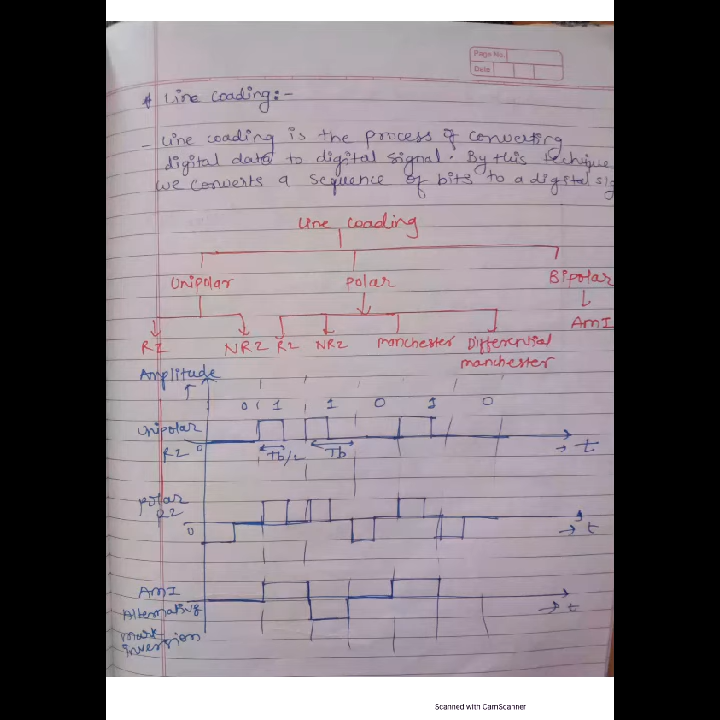 Page No.
Date
* Line coading:-
- Line coading is the process of converting
digital data to digital signal. By this techique
we converts a sequence of bits to a digital sig
Line coading
Unipolar Polar Bipolar
RZ NRZ RZ NRZ manchester Differential manchester AMI
Amplitude
0 1 1 0 1 0
Unipolar RZ 0 Tb/2 Tb → t
Polar RZ 0 → t
AMI → t
Alternating
mark
inversion
Scanned with CamScanner